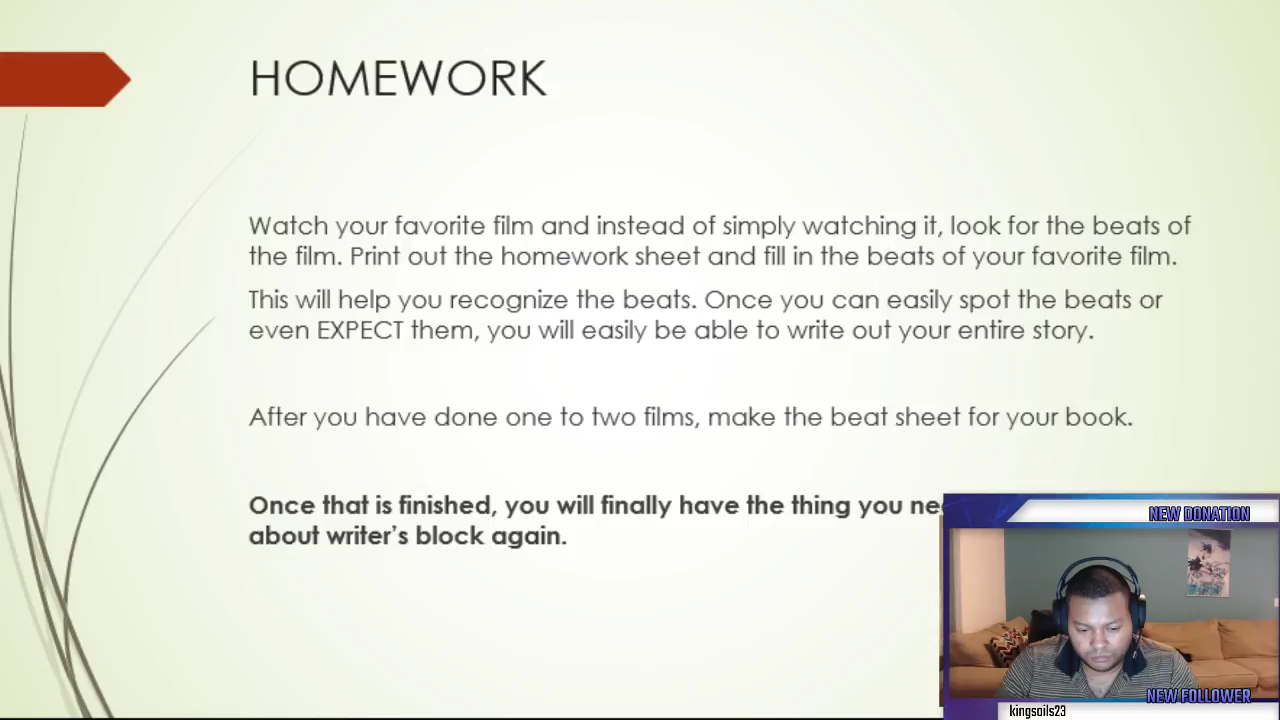 HOMEWORK
Watch your favorite film and instead of simply watching it, look for the beats of
the film. Print out the homework sheet and fill in the beats of your favorite film.
This will help you recognize the beats. Once you can easily spot the beats or
even EXPECT them, you will easily be able to write out your entire story.
After you have done one to two films, make the beat sheet for your book.
Once that is finished, you will finally have the thing you
about writer's block again.
NEW DONATION
NEW FOLLOWER
kingsails23